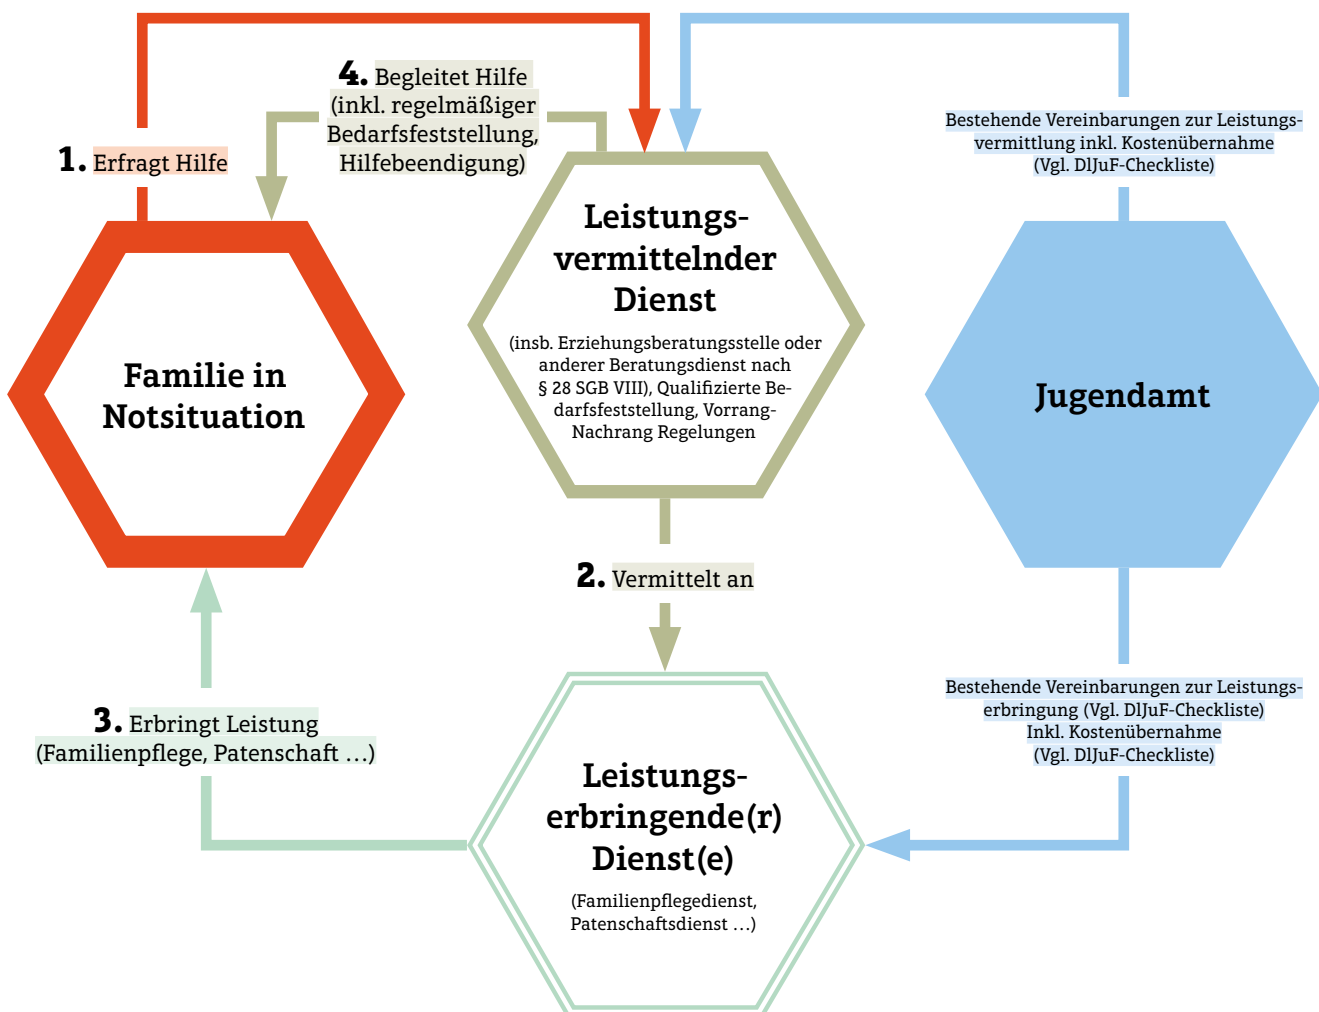 1. Erfragt Hilfe
4. Begleitet Hilfe
(inkl. regelmäßiger
Bedarfsfeststellung,
Hilfebeendigung)
Bestehende Vereinbarungen zur Leistungs-
vermittlung inkl. Kostenübernahme
(Vgl. DIJuF-Checkliste)
Familie in
Notsituation
Leistungs-
vermittelnder
Dienst
(insb. Erziehungsberatungsstelle oder
anderer Beratungsdienst nach
§ 28 SGB VIII), Qualifizierte Be-
darfsfeststellung, Vorrang-
Nachrang Regelungen
Jugendamt
2. Vermittelt an
3. Erbringt Leistung
(Familienpflege, Patenschaft ...)
Bestehende Vereinbarungen zur Leistungs-
erbringung (Vgl. DIJuF-Checkliste)
Inkl. Kostenübernahme
(Vgl. DIJuF-Checkliste)
Leistungs-
erbringende(r)
Dienst(e)
(Familienpflegedienst,
Patenschaftsdienst ...)